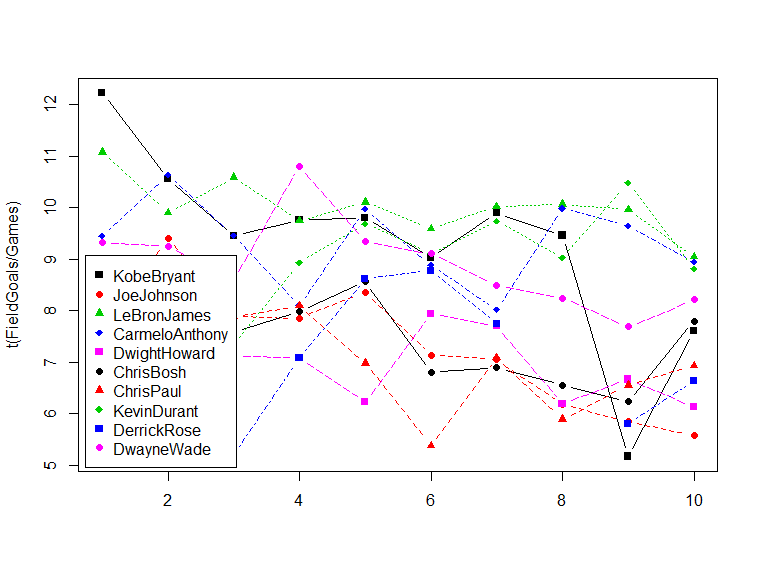 t(FieldGoals/Games)
12
11
10
9
8
7
6
5
KobeBryant
JoeJohnson
LeBronJames
CarmeloAnthony
DwightHoward
ChrisBosh
ChrisPaul
KevinDurant
DerrickRose
DwayneWade
2 4 6 8 10